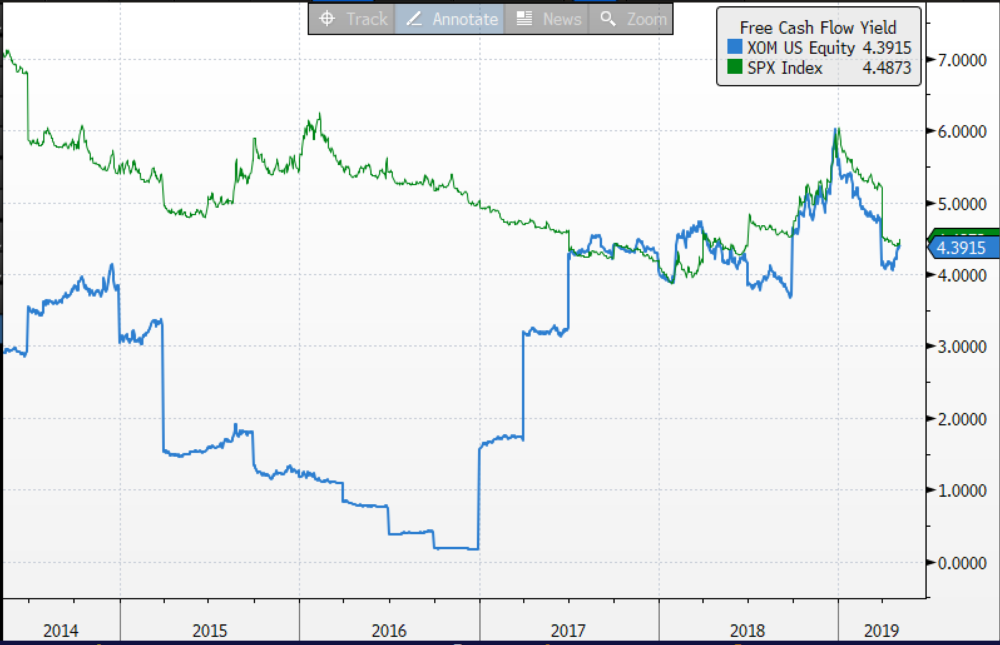 Track Annotate News Zoom
Free Cash Flow Yield
XOM US Equity 4.3915
SPX Index 4.4873
7.0000
6.0000
5.0000
4.3915
4.0000
3.0000
2.0000
1.0000
0.0000
2014 2015 2016 2017 2018 2019